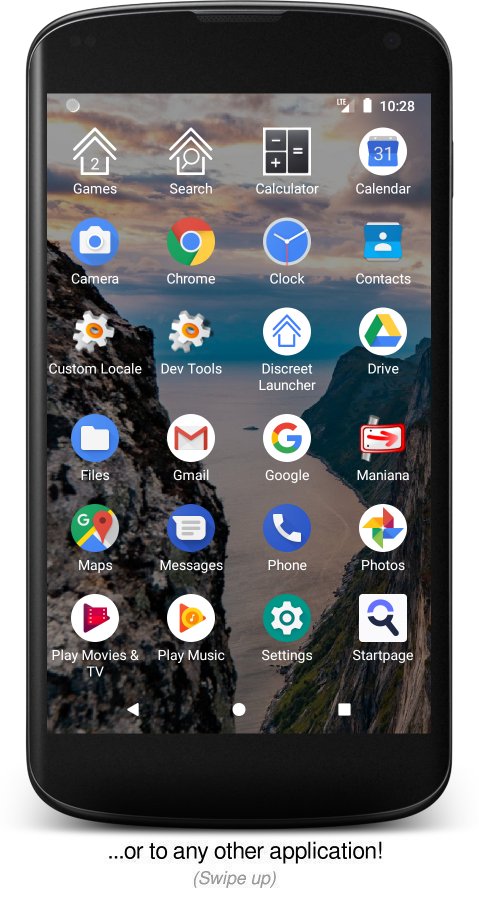 LTE 10:28
2
31
Games Search Calculator Calendar
Camera Chrome Clock Contacts
Custom Locale Dev Tools Discreet Drive
Launcher
G
Files Gmail Google Maniana
G
Maps Messages Phone Photos
Play Movies & Play Music Settings Startpage
TV
...or to any other application!
(Swipe up)